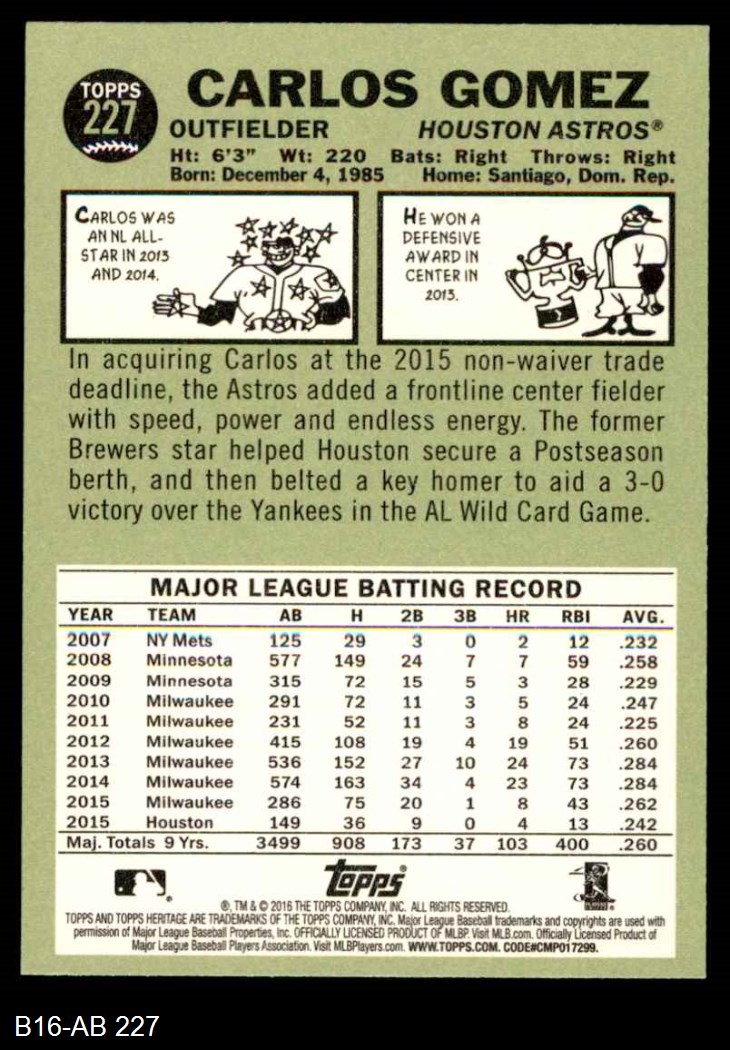 TOPPS
227
CARLOS GOMEZ
OUTFIELDER HOUSTON ASTROS®
Ht: 6'3" Wt: 220 Bats: Right Throws: Right
Born: December 4, 1985 Home: Santiago, Dom. Rep.
CARLOS WAS
AN NL ALL-
STAR IN 2013
AND 2014.
HE WON A
DEFENSIVE
AWARD IN
CENTER IN
2013.
In acquiring Carlos at the 2015 non-waiver trade
deadline, the Astros added a frontline center fielder
with speed, power and endless energy. The former
Brewers star helped Houston secure a Postseason
berth, and then belted a key homer to aid a 3-0
victory over the Yankees in the AL Wild Card Game.
MAJOR LEAGUE BATTING RECORD
YEAR TEAM AB H 2B 3B HR RBI AVG.
2007 NY Mets 125 29 3 0 2 12 .232
2008 Minnesota 577 149 24 7 7 59 .258
2009 Minnesota 315 72 15 5 3 28 .229
2010 Milwaukee 291 72 11 3 5 24 .247
2011 Milwaukee 231 52 11 3 8 24 .225
2012 Milwaukee 415 108 19 4 19 51 .260
2013 Milwaukee 536 152 27 10 24 73 .284
2014 Milwaukee 574 163 34 4 23 73 .284
2015 Milwaukee 286 75 20 1 8 43 .262
2015 Houston 149 36 9 0 4 13 .242
Maj. Totals 9 Yrs. 3499 908 173 37 103 400 .260
topps®
®, TM & © 2016 THE TOPPS COMPANY, INC. ALL RIGHTS RESERVED.
TOPPS AND TOPPS HERITAGE ARE TRADEMARKS OF THE TOPPS COMPANY, INC. Major League Baseball trademarks and copyrights are used with
permission of Major League Baseball Properties, Inc. OFFICIALLY LICENSED PRODUCT OF MLBP. Visit MLB.com. Officially Licensed Product of
Major League Baseball Players Association. Visit MLBPlayers.com. WWW.TOPPS.COM. CODE#CMP017299.
B16-AB 227